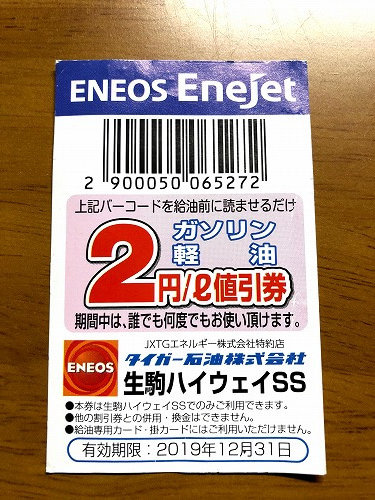 ENEOS EneJet
2 900050 065272
上記バーコードを給油前に読ませるだけ
ガソリン
軽油
2円/ℓ値引券
期間中は、誰でも何度でもお使い頂けます。
JXTGエネルギー株式会社特約店
タイガー石油株式会社
ENEOS 生駒ハイウェイSS
●本券は生駒ハイウェイSSでのみご利用できます。
●他の割引券との併用・換金はできません。
●給油専用カード・掛カードにはご利用いただけません。
有効期限:2019年12月31日